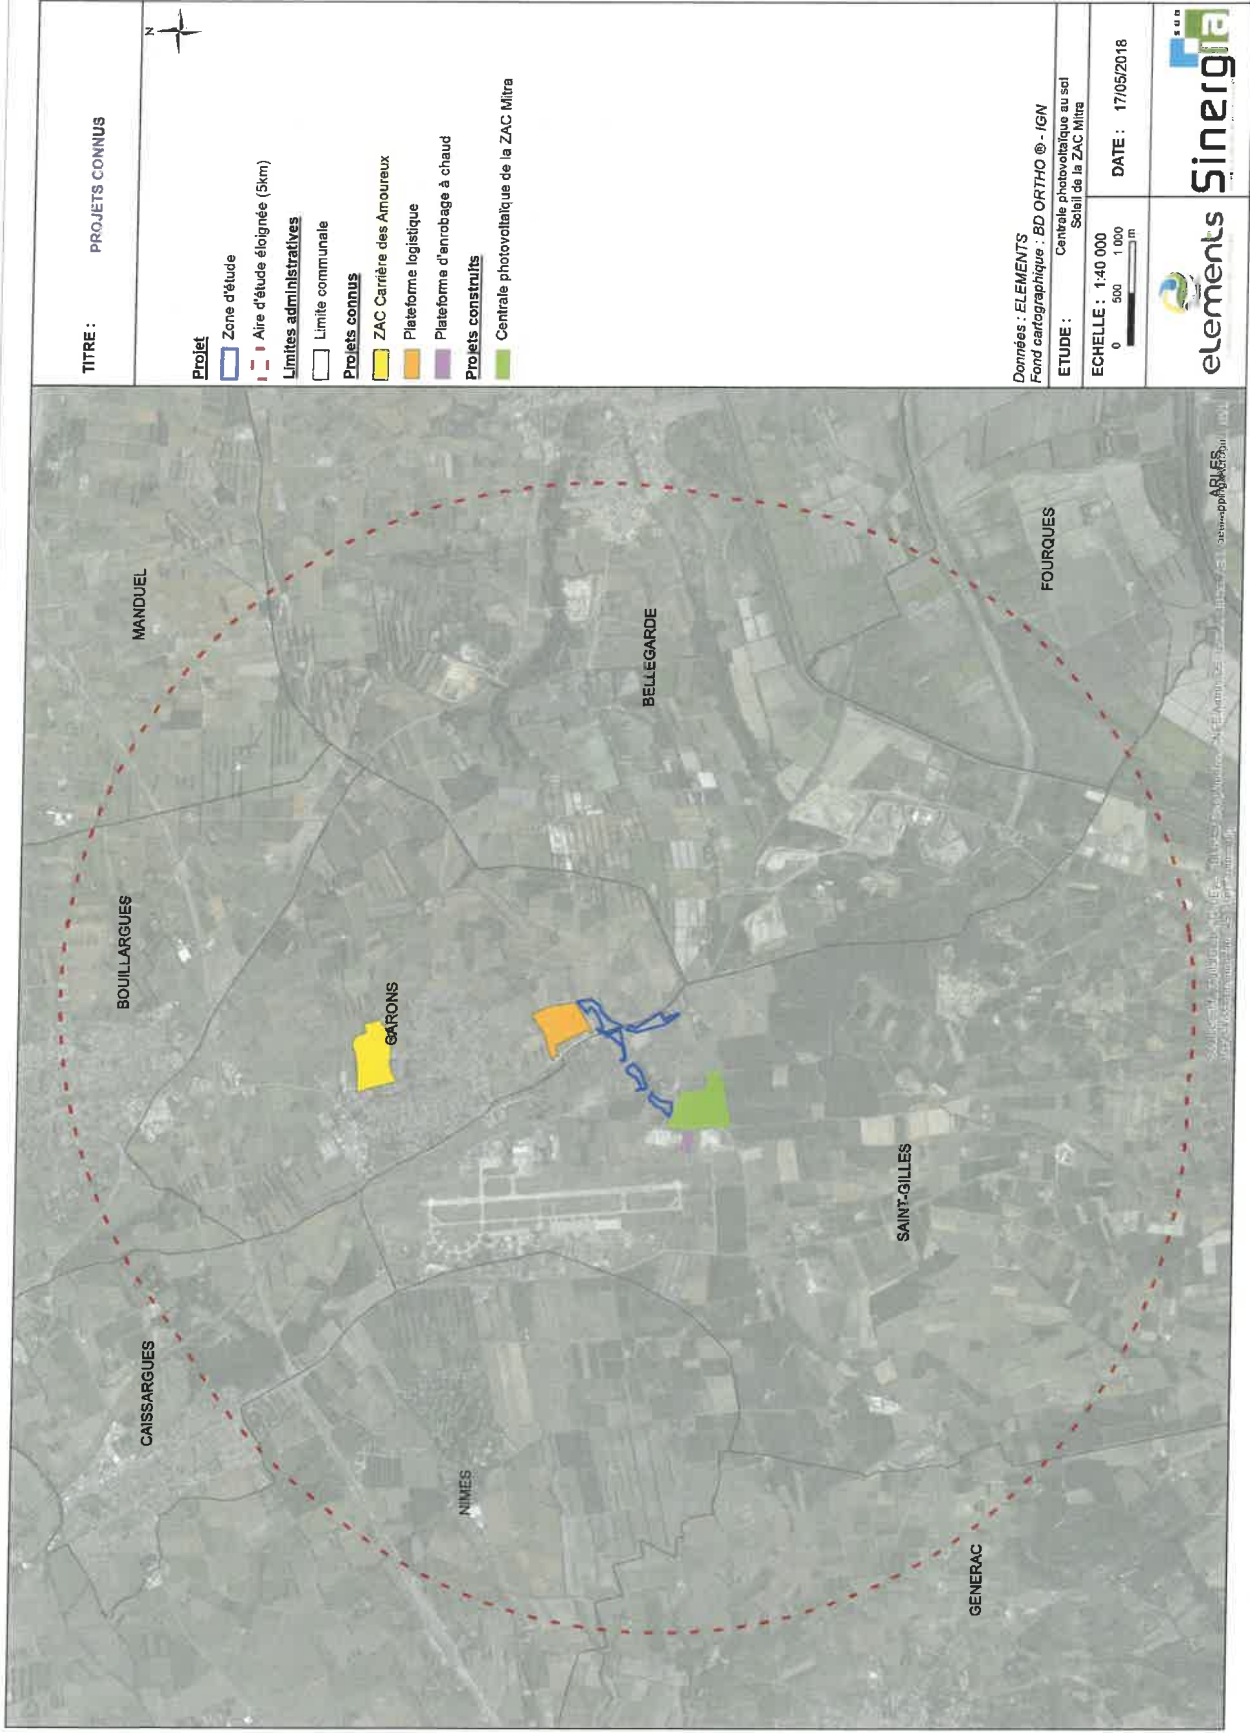 TITRE : PROJETS CONNUS
N
Projet
Zone d'étude
Aire d'étude éloignée (5km)
Limites administratives
Limite communale
Projets connus
ZAC Carrière des Amoureux
Plateforme logistique
Plateforme d'enrobage à chaud
Projets construits
Centrale photovoltaïque de la ZAC Mitra
Données : ELEMENTS
Fond cartographique : BD ORTHO ® - IGN
ETUDE : Centrale photovoltaïque au sol
Soleil de la ZAC Mitra
ECHELLE : 1:40 000
0 500 1 000
m
DATE : 17/05/2018
eLements
sun
Sinergia
MANDUEL
BOUILLARGUES
CAISSARGUES
GARONS
NIMES
BELLEGARDE
SAINT-GILLES
FOURQUES
GENERAC
ARLES